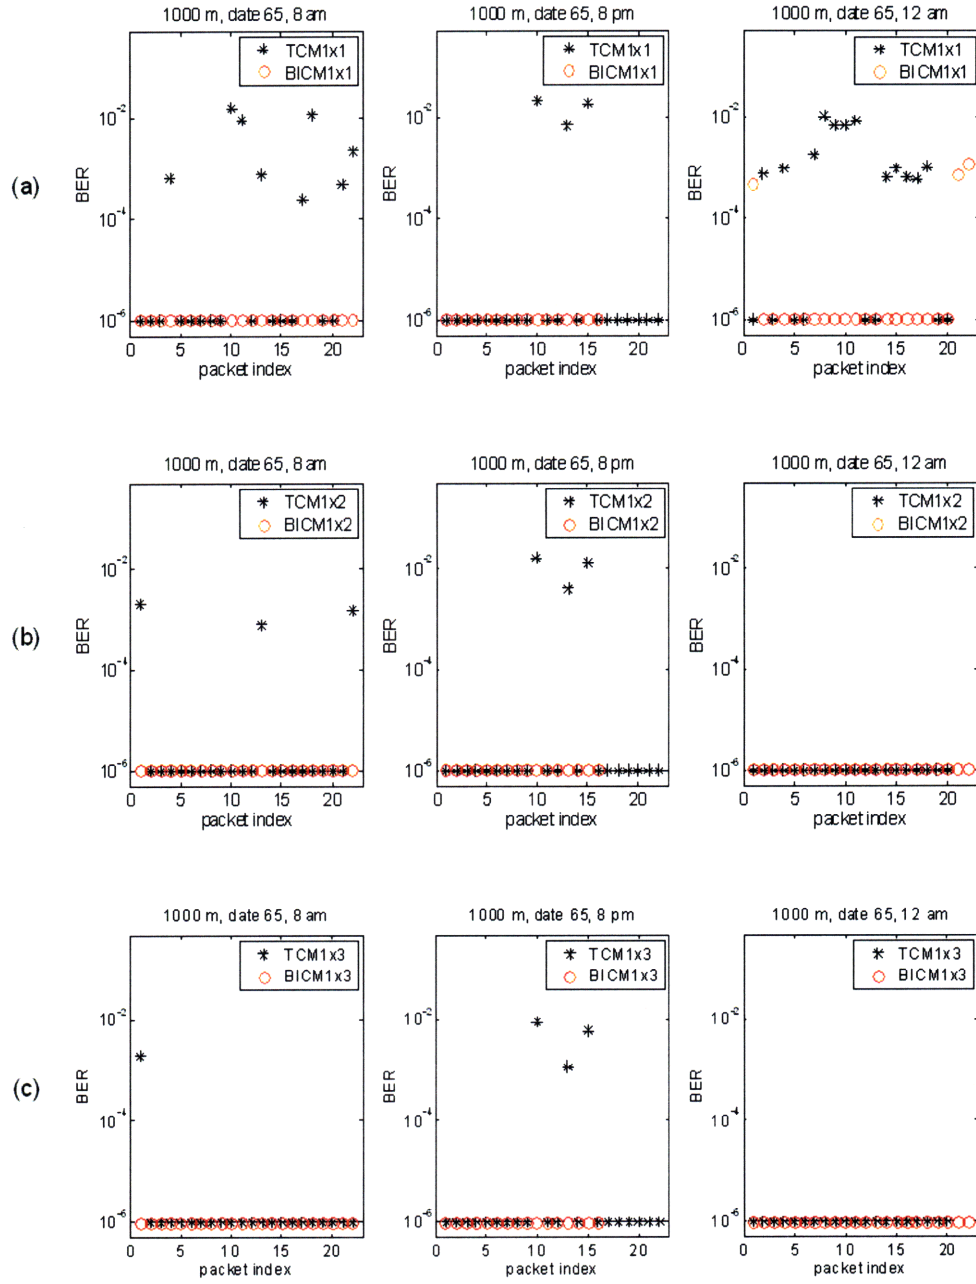 (a)
1000 m, date 65, 8 am
TCM1x1
BICM1x1
BER
10-2
10-4
10-6
0 5 10 15 20
packet index
1000 m, date 65, 8 pm
TCM1x1
BICM1x1
BER
10-2
10-4
10-6
0 5 10 15 20
packet index
1000 m, date 65, 12 am
TCM1x1
BICM1x1
BER
10-2
10-4
10-6
0 5 10 15 20
packet index
(b)
1000 m, date 65, 8 am
TCM1x2
BICM1x2
BER
10-2
10-4
10-6
0 5 10 15 20
packet index
1000 m, date 65, 8 pm
TCM1x2
BICM1x2
BER
10-2
10-4
10-6
0 5 10 15 20
packet index
1000 m, date 65, 12 am
TCM1x2
BICM1x2
BER
10-2
10-4
10-6
0 5 10 15 20
packet index
(c)
1000 m, date 65, 8 am
TCM1x3
BICM1x3
BER
10-2
10-4
10-6
0 5 10 15 20
packet index
1000 m, date 65, 8 pm
TCM1x3
BICM1x3
BER
10-2
10-4
10-6
0 5 10 15 20
packet index
1000 m, date 65, 12 am
TCM1x3
BICM1x3
BER
10-2
10-4
10-6
0 5 10 15 20
packet index